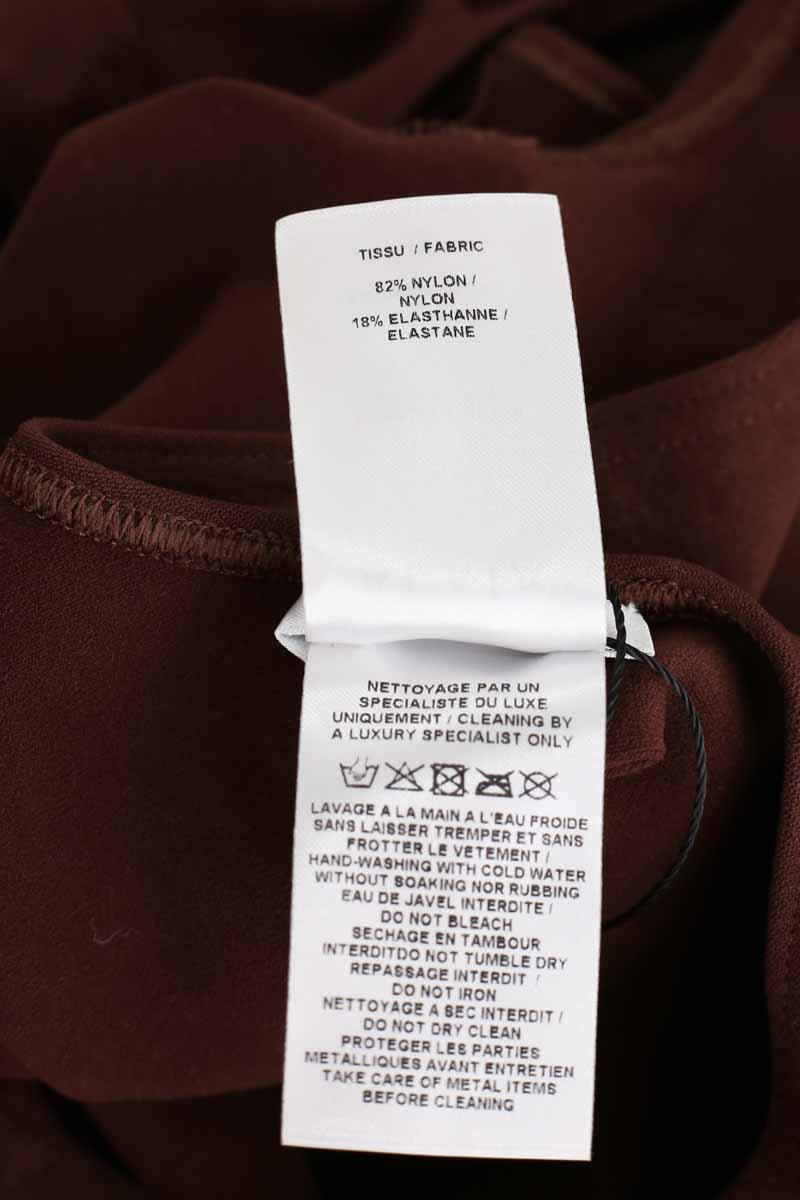 TISSU / FABRIC
82% NYLON /
NYLON
18% ELASTHANNE /
ELASTANE
NETTOYAGE PAR UN
SPECIALISTE DU LUXE
UNIQUEMENT / CLEANING BY
A LUXURY SPECIALIST ONLY
LAVAGE A LA MAIN A L'EAU FROIDE
SANS LAISSER TREMPER ET SANS
FROTTER LE VETEMENT /
HAND-WASHING WITH COLD WATER
WITHOUT SOAKING NOR RUBBING
EAU DE JAVEL INTERDITE /
DO NOT BLEACH
SECHAGE EN TAMBOUR
INTERDITDO NOT TUMBLE DRY
REPASSAGE INTERDIT /
DO NOT IRON
NETTOYAGE A SEC INTERDIT /
DO NOT DRY CLEAN
PROTEGER LES PARTIES
METALLIQUES AVANT ENTRETIEN
TAKE CARE OF METAL ITEMS
BEFORE CLEANING